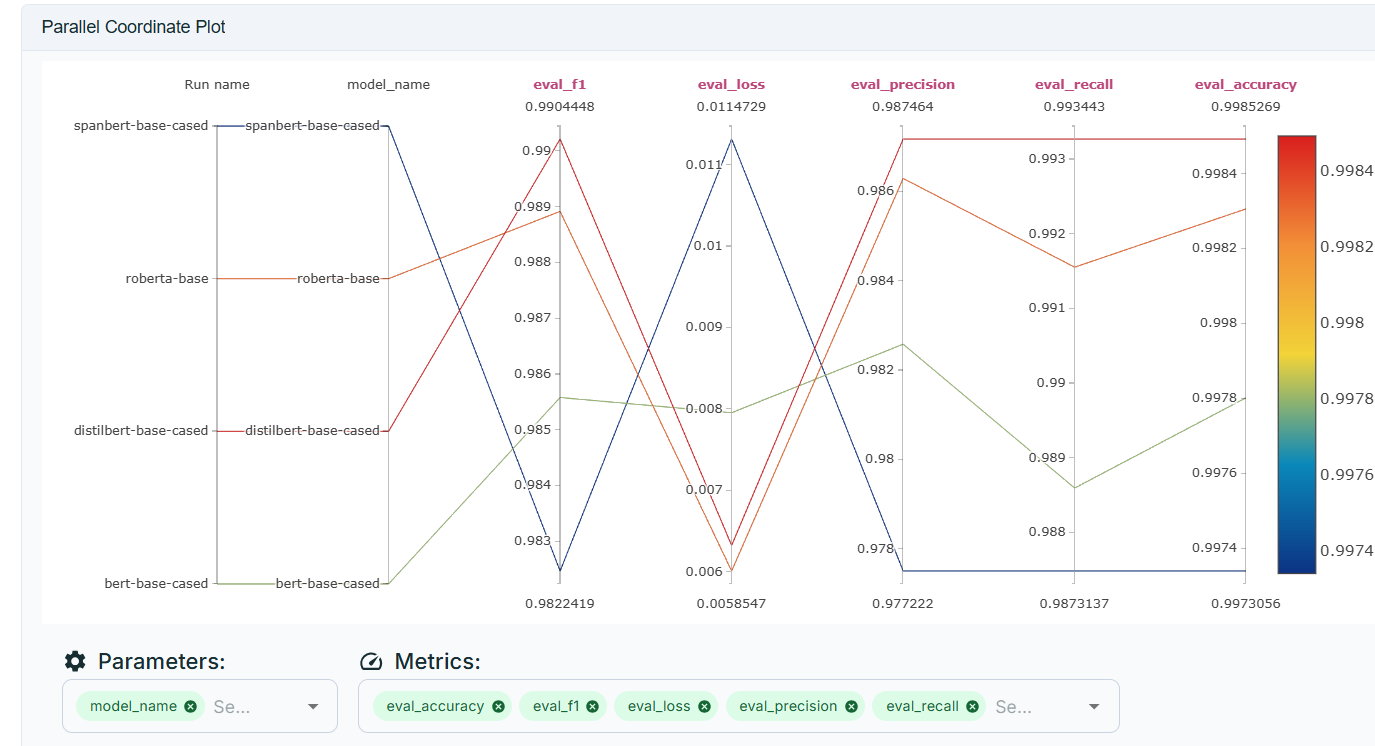 Parallel Coordinate Plot
Run name model_name eval_f1 eval_loss eval_precision eval_recall eval_accuracy
0.9904448 0.0114729 0.987464 0.993443 0.9985269
spanbert-base-cased spanbert-base-cased
0.99 0.011 0.993 0.9984 0.9984
0.989 0.986
0.992 0.9982 0.9982
0.988 0.01
roberta-base roberta-base 0.984
0.987 0.009 0.991 0.998 0.998
0.986 0.982 0.99
0.008 0.9978 0.9978
distilbert-base-cased distilbert-base-cased 0.985
0.98 0.989
0.984 0.007 0.9976 0.9976
0.983 0.978 0.988 0.9974 0.9974
0.006
bert-base-cased bert-base-cased
0.9822419 0.0058547 0.977222 0.9873137 0.9973056
Parameters: Metrics:
model_name Se... eval_accuracy eval_f1 eval_loss eval_precision eval_recall Se...